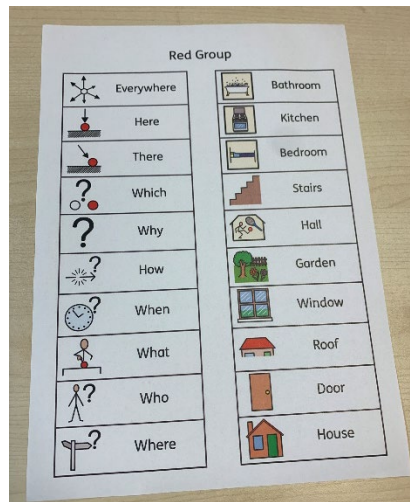 Red Group
Everywhere
Here
There
Which
Why
How
When
What
Who
Where
Bathroom
Kitchen
Bedroom
Stairs
Hall
Garden
Window
Roof
Door
House